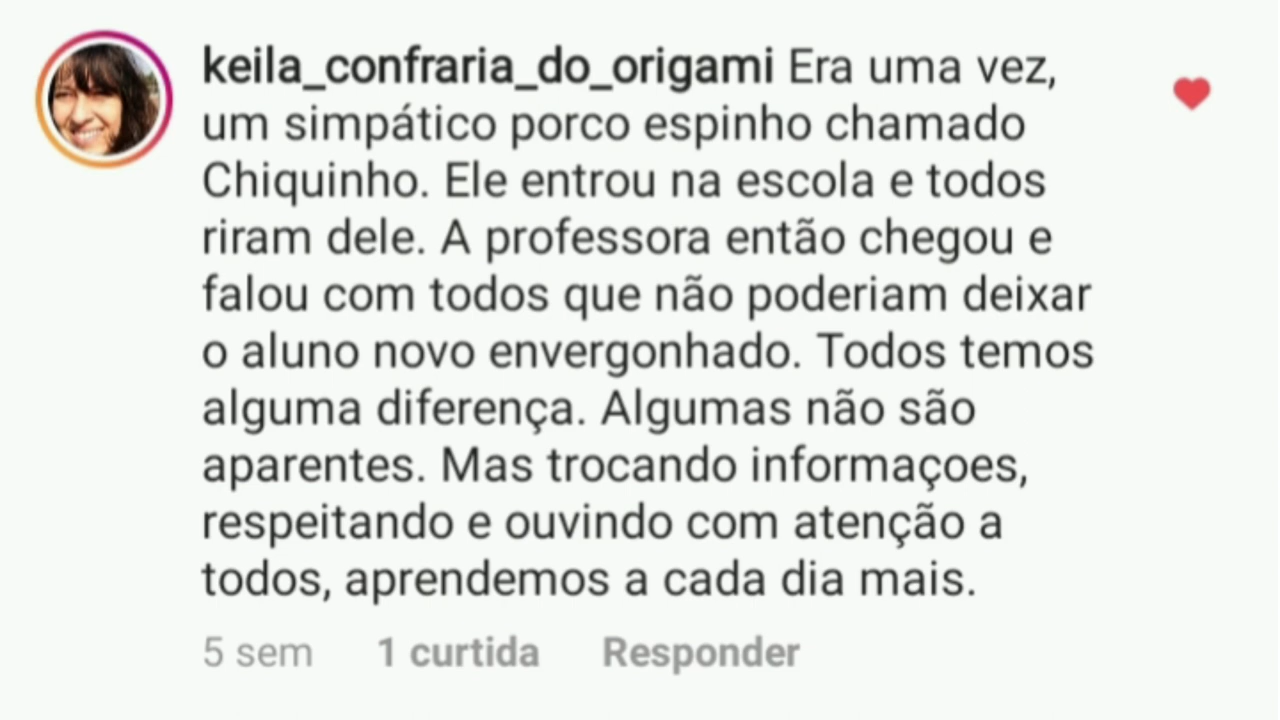 keila_confraria_do_origami Era uma vez,
um simpático porco espinho chamado
Chiquinho. Ele entrou na escola e todos
riram dele. A professora então chegou e
falou com todos que não poderiam deixar
o aluno novo envergonhado. Todos temos
alguma diferença. Algumas não são
aparentes. Mas trocando informaçoes,
respeitando e ouvindo com atenção a
todos, aprendemos a cada dia mais.
5 sem 1 curtida Responder